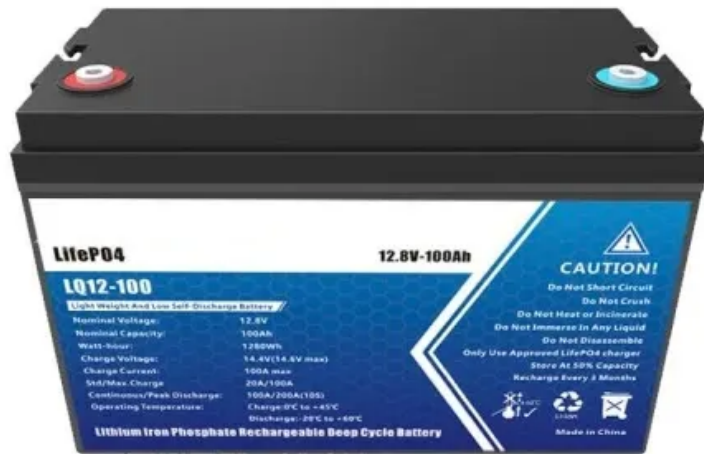 LifePO4
12.8V-100Ah
LQ12-100
Light Weight And Low Self-Discharge Battery
Nominal Voltage: 12.8V
Nominal Capacity: 100Ah
Watt-hour: 1280Wh
Charge Voltage: 14.4V(14.6V max)
Charge Current: 100A max
Std/Max.Charge 20A/100A
Continuous/Peak Discharge: 100A/200A(10S)
Operating Temperature: Charge:0℃ to +45℃
Discharge:-20℃ to +60℃
Lithium Iron Phosphate Rechargeable Deep Cycle Battery
CAUTION!
Do Not Short Circuit
Do Not Crush
Do Not Heat or Incinerate
Do Not Immerse In Any Liquid
Do Not Disassemble
Only Use Approved LifePO4 charger
Store At 50% Capacity
Recharge Every 3 Months
Li-ion
Made in China